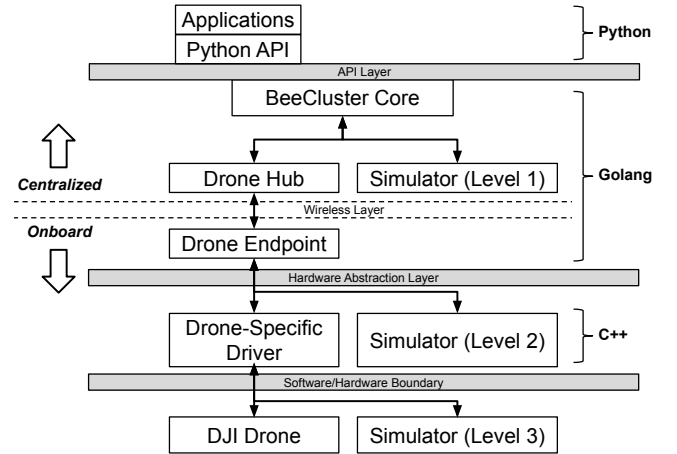 Applications
Python API
Python
API Layer
BeeCluster Core
Centralized
Drone Hub
Simulator (Level 1)
Golang
Wireless Layer
Onboard
Drone Endpoint
Hardware Abstraction Layer
Drone-Specific
Driver
Simulator (Level 2)
C++
Software/Hardware Boundary
DJI Drone
Simulator (Level 3)